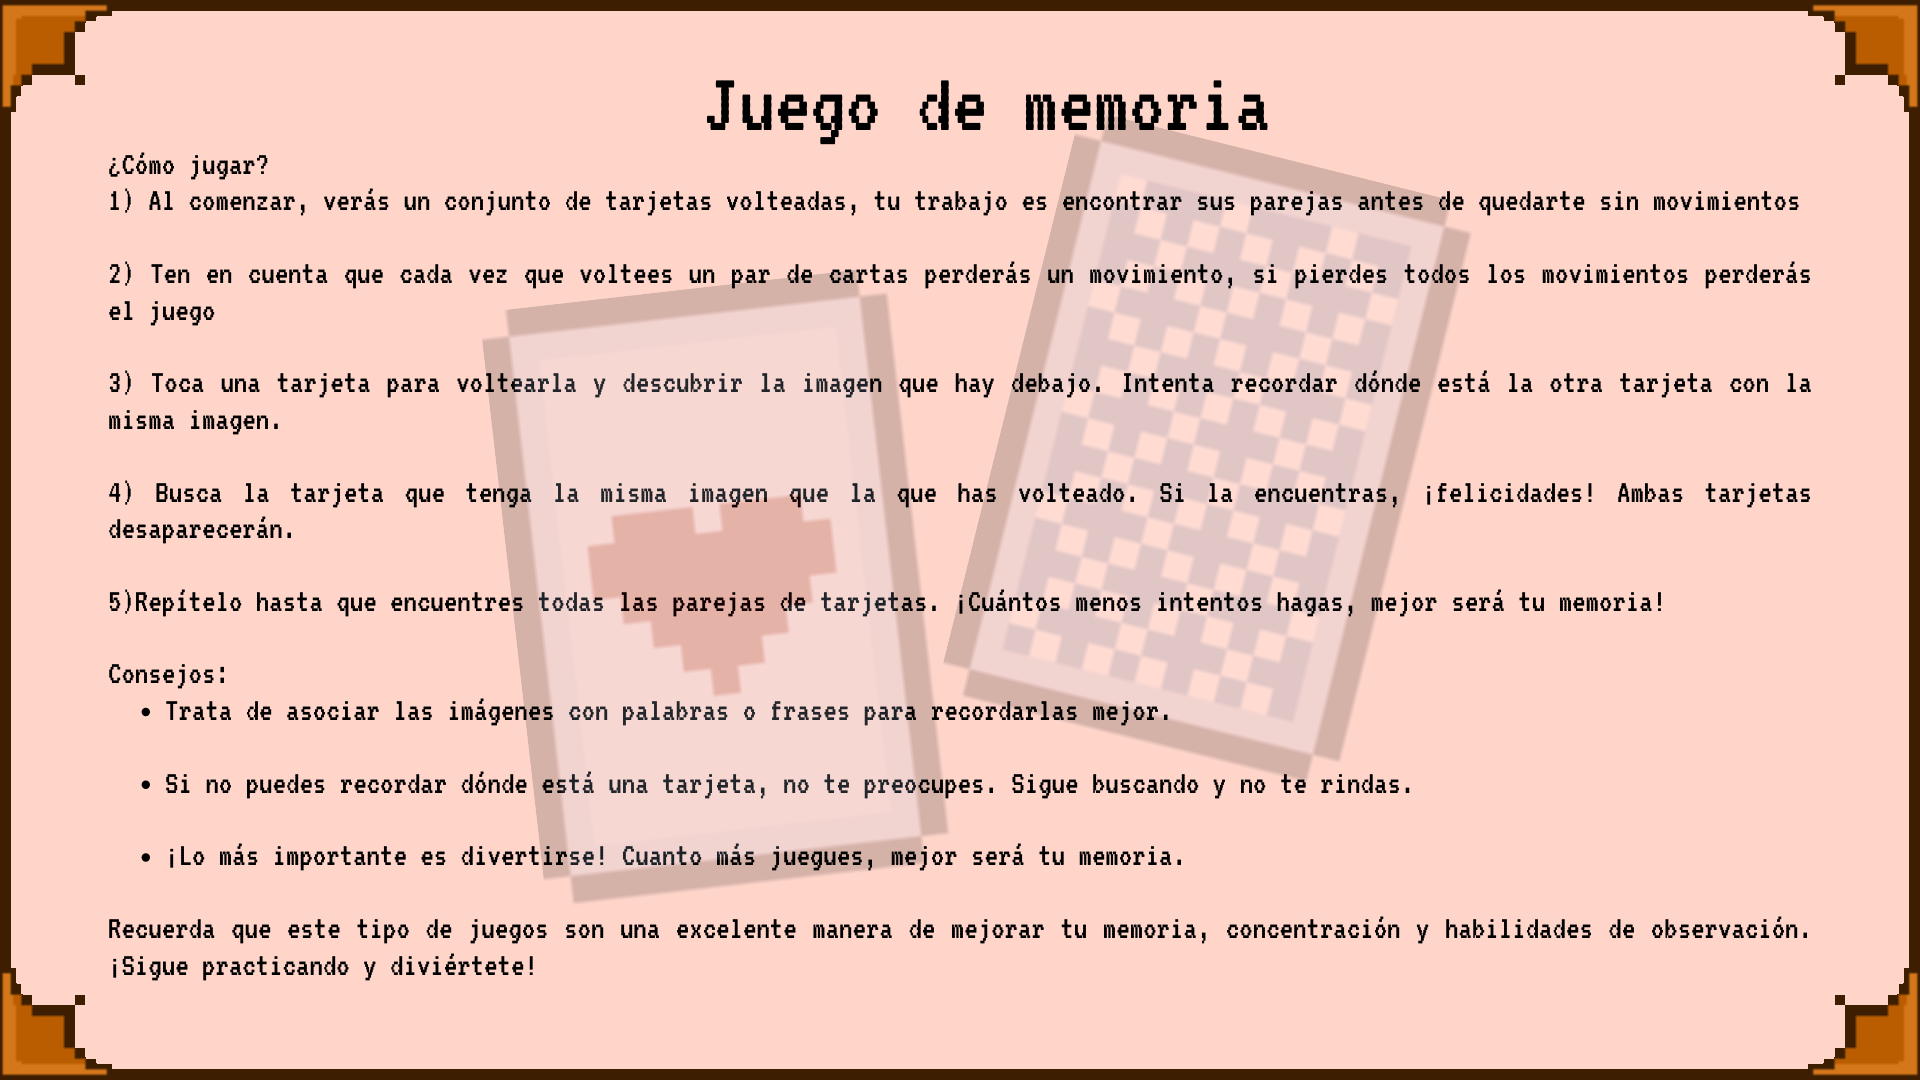 Juego de memoria
¿Cómo jugar?
1) Al comenzar, verás un conjunto de tarjetas volteadas, tu trabajo es encontrar sus parejas antes de quedarte sin movimientos
2) Ten en cuenta que cada vez que voltees un par de cartas perderás un movimiento, si pierdes todos los movimientos perderás
el juego
3) Toca una tarjeta para voltearla y descubrir la imagen que hay debajo. Intenta recordar dónde está la otra tarjeta con la
misma imagen.
4) Busca la tarjeta que tenga la misma imagen que la que has volteado. Si la encuentras, ¡felicidades! Ambas tarjetas
desaparecerán.
5)Repítelo hasta que encuentres todas las parejas de tarjetas. ¡Cuántos menos intentos hagas, mejor será tu memoria!
Consejos:
• Trata de asociar las imágenes con palabras o frases para recordarlas mejor.
• Si no puedes recordar dónde está una tarjeta, no te preocupes. Sigue buscando y no te rindas.
• ¡Lo más importante es divertirse! Cuanto más juegues, mejor será tu memoria.
Recuerda que este tipo de juegos son una excelente manera de mejorar tu memoria, concentración y habilidades de observación.
¡Sigue practicando y diviértete!